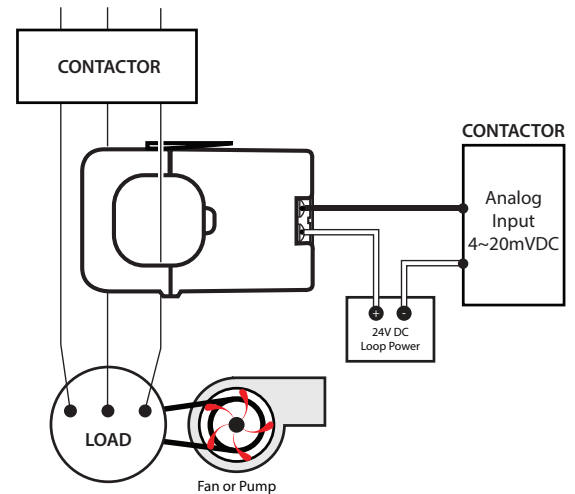 CONTACTOR
CONTACTOR
Analog
Input
4~20mVDC
+ -
24V DC
Loop Power
LOAD
Fan or Pump